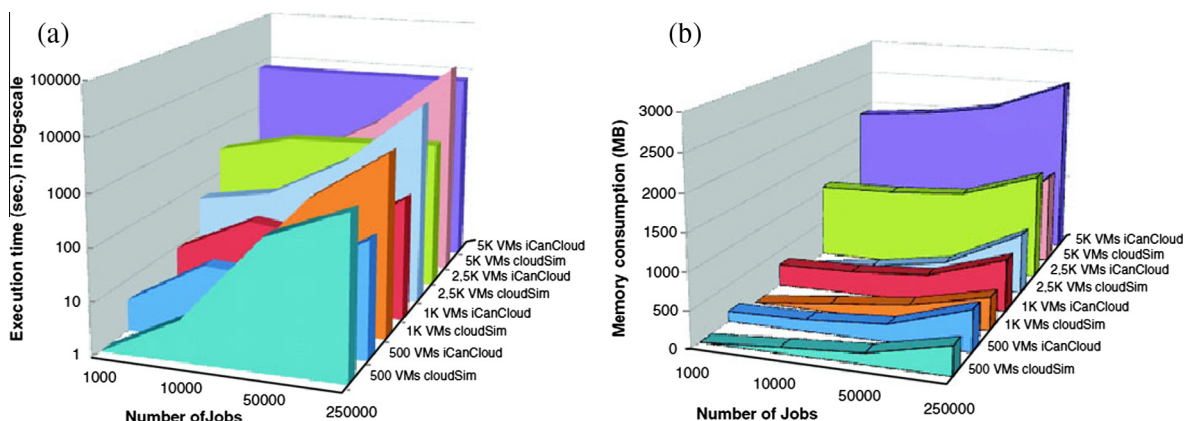 (a)
Execution time (sec.) in log-scale
100000
10000
1000
100
10
1
1000
10000
50000
250000
Number ofJobs
5K VMs iCanCloud
5K VMs cloudSim
2,5K VMs iCanCloud
2,5K VMs cloudSim
1K VMs iCanCloud
1K VMs cloudSim
500 VMs iCanCloud
500 VMs cloudSim
(b)
Memory consumption (MB)
3000
2500
2000
1500
1000
500
0
1000
10000
50000
250000
Number of Jobs
5K VMs iCanCloud
5K VMs cloudSim
2,5K VMs iCanCloud
2,5K VMs cloudSim
1K VMs iCanCloud
1K VMs cloudSim
500 VMs iCanCloud
500 VMs cloudSim